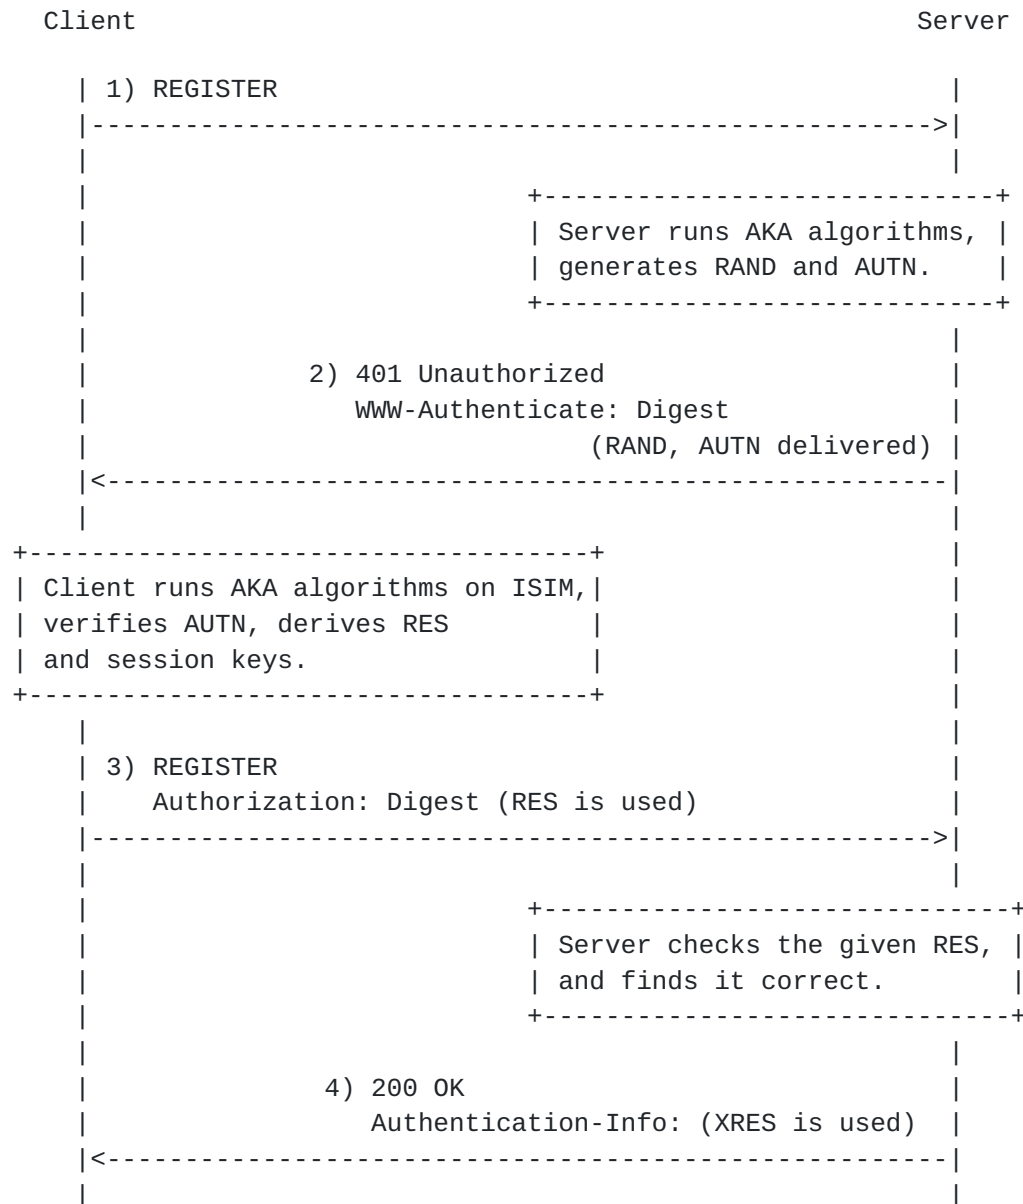 Client Server
1) REGISTER
Server runs AKA algorithms,
generates RAND and AUTN.
2) 401 Unauthorized
WWW-Authenticate: Digest
(RAND, AUTN delivered)
Client runs AKA algorithms on ISIM,
verifies AUTN, derives RES
and session keys.
3) REGISTER
Authorization: Digest (RES is used)
Server checks the given RES,
and finds it correct.
4) 200 OK
Authentication-Info: (XRES is used)